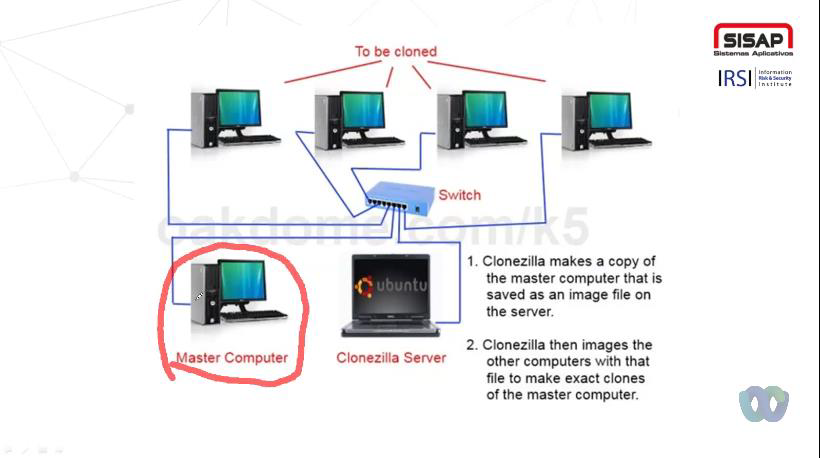 To be cloned
SISAP
Sistemas Aplicativos
IRSI
Information
Risk & Security
Institute
Switch
oakdome.com/k5
ubuntu
Master Computer
Clonezilla Server
1. Clonezilla makes a copy of
the master computer that is
saved as an image file on
the server.
2. Clonezilla then images the
other computers with that
file to make exact clones
of the master computer.